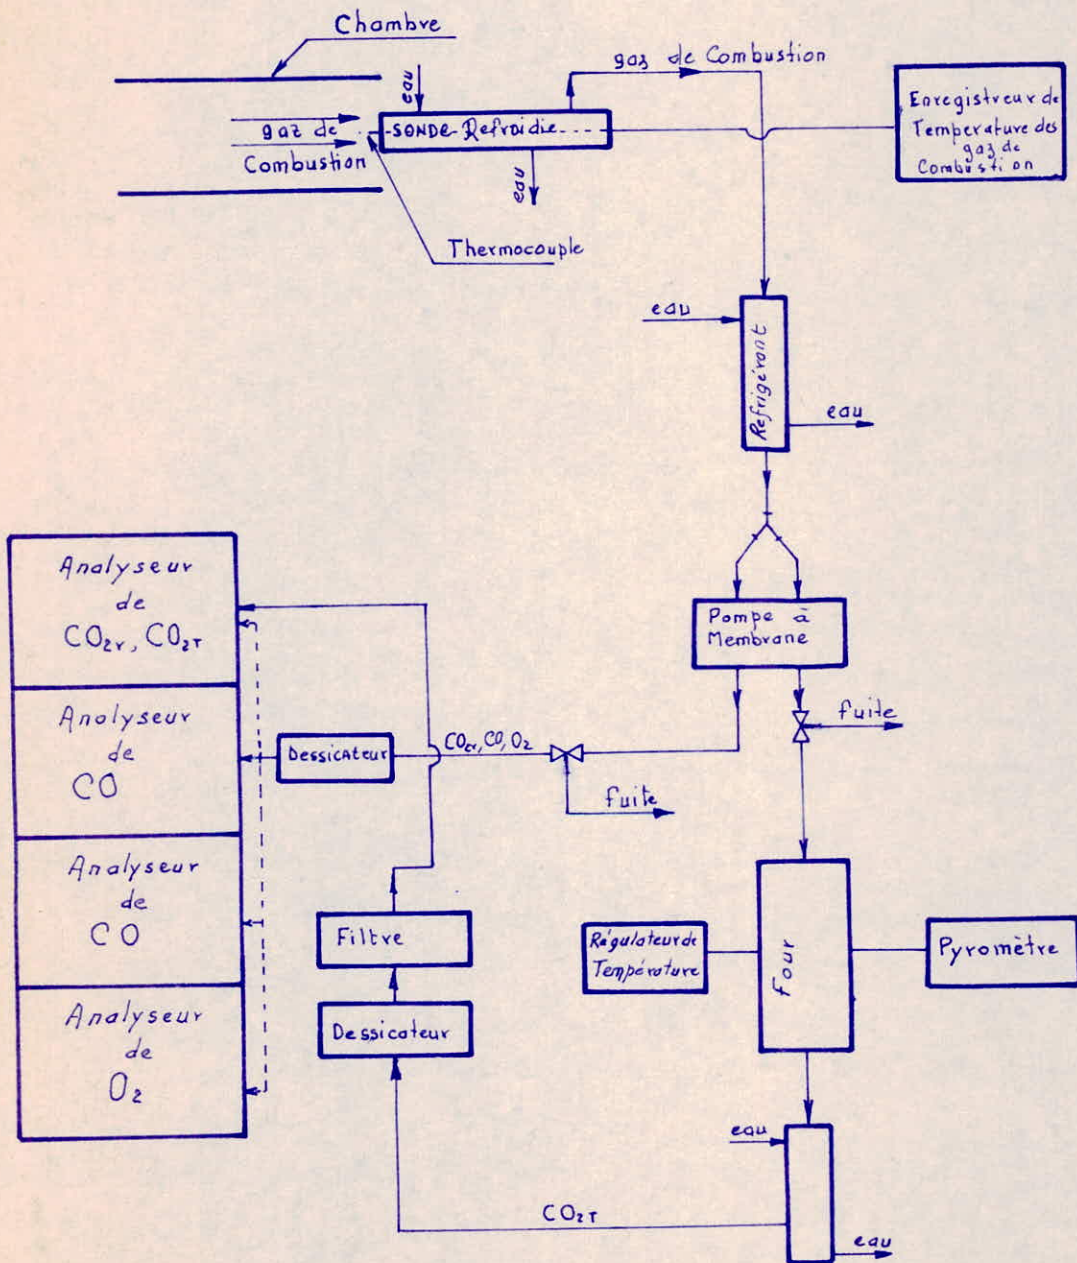 Chambre
gaz de Combustion
eau
gaz de
Combustion
SONDE Refroidie
eau
Thermocouple
Enregistreur de
Température des
gaz de
Combustion
eau
Réfrigérant
eau
Pompe à
Membrane
fuite
Analyseur
de
CO₂r, CO₂T
Analyseur
de
CO
Analyseur
de
CO
Analyseur
de
O₂
Dessicateur
CO₂r, CO, O₂
fuite
Filtre
Dessicateur
Régulateur de
Température
Four
Pyromètre
eau
CO₂T
eau